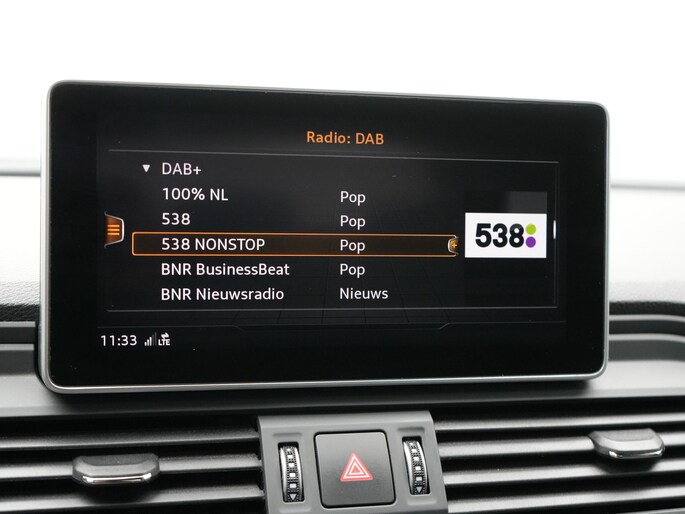 Radio: DAB
DAB+
100% NL Pop
538 Pop
538 NONSTOP Pop
538
BNR BusinessBeat Pop
BNR Nieuwsradio Nieuws
11:33 LTE